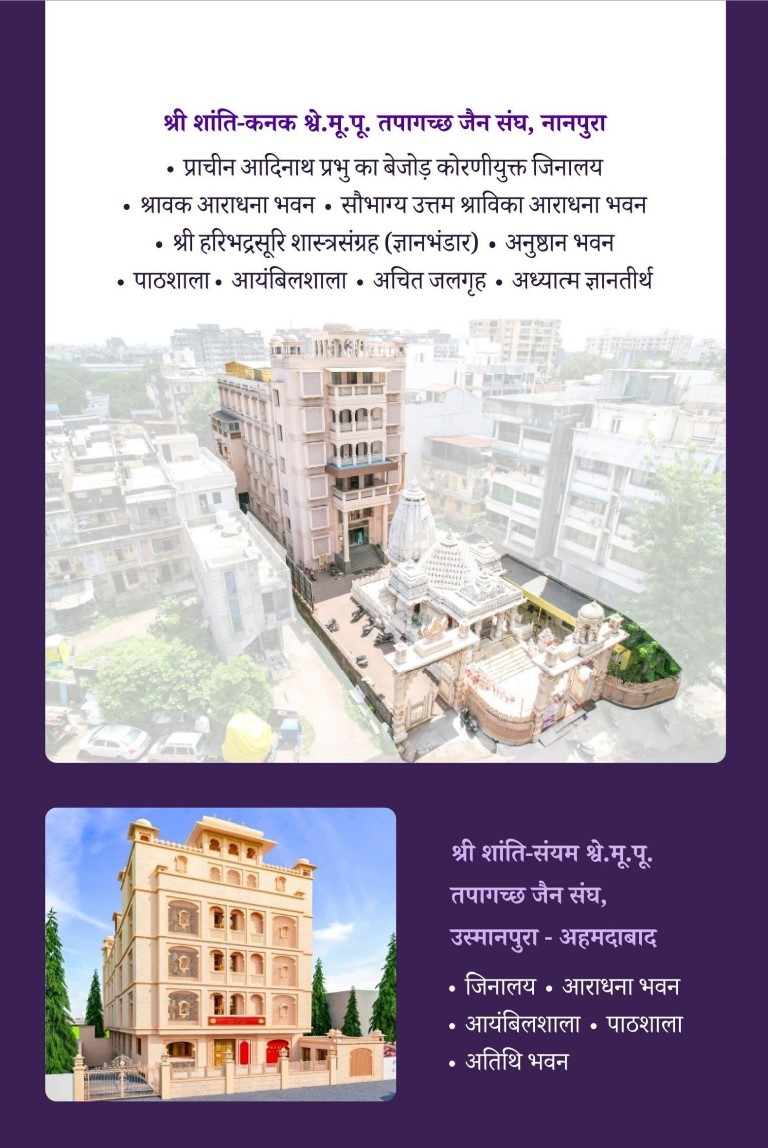 श्री शांति-कनक श्वे.मू.पू. तपागच्छ जैन संघ, नानपुरा
• प्राचीन आदिनाथ प्रभु का बेजोड़ कोरणीयुक्त जिनालय
• श्रावक आराधना भवन • सौभाग्य उत्तम श्राविका आराधना भवन
• श्री हरिभद्रसूरि शास्त्रसंग्रह (ज्ञानभंडार) • अनुष्ठान भवन
• पाठशाला • आयंबिलशाला • अचित जलगृह • अध्यात्म ज्ञानतीर्थ
श्री शांति-संयम श्वे.मू.पू.
तपागच्छ जैन संघ,
उस्मानपुरा - अहमदाबाद
• जिनालय • आराधना भवन
• आयंबिलशाला • पाठशाला
• अतिथि भवन